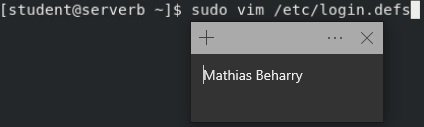 [student@serverb ~]$ sudo vim /etc/login.defs
Mathias Beharry